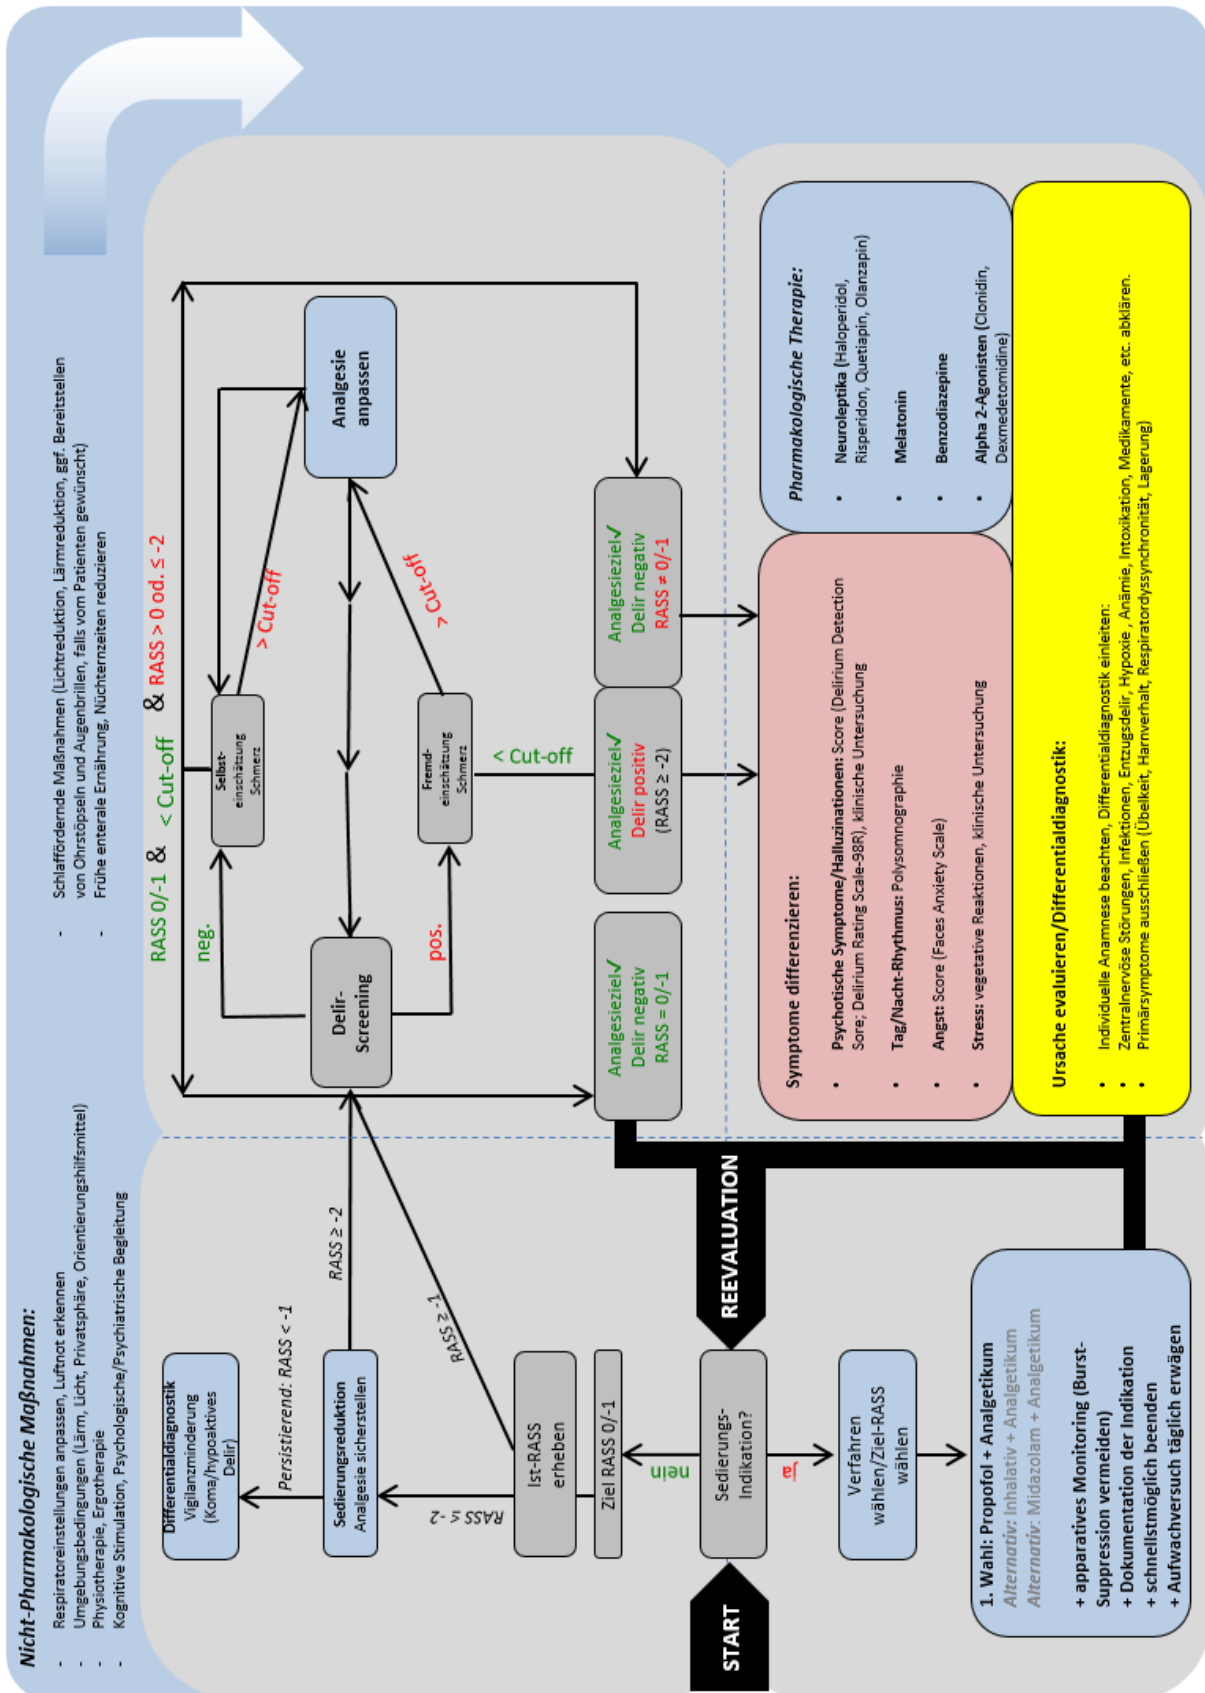 Nicht-Pharmakologische Maßnahmen:
- Respiratoreinstellungen anpassen, Luftnot erkennen
- Umgebungsbedingungen (Lärm, Licht, Privatsphäre, Orientierungshilfsmittel)
- Physiotherapie, Ergotherapie
- Kognitive Stimulation, Psychologische/Psychiatrische Begleitung
- Schlaffördernde Maßnahmen (Lichtreduktion, Lärmreduktion, ggf. Bereitstellen
von Ohrstöpseln und Augenbrillen, falls vom Patienten gewünscht)
- Frühe enterale Ernährung, Nüchternzeiten reduzieren
Differentialdiagnostik
Vigilanzminderung
(Koma/hypoaktives
Delir)
Persistierend: RASS < -1
Sedierungsreduktion
Analgesie sicherstellen
RASS ≥ -2
RASS ≤ -2
RASS ≥ -1
Ist-RASS
erheben
Ziel RASS 0/-1
nein
START
Sedierungs-
Indikation?
REEVALUATION
ja
Verfahren
wählen/Ziel-RASS
wählen
1. Wahl: Propofol + Analgetikum
Alternativ: Inhalativ + Analgetikum
Alternativ: Midazolam + Analgetikum
+ apparatives Monitoring (Burst-
Suppression vermeiden)
+ Dokumentation der Indikation
+ schnellstmöglich beenden
+ Aufwachversuch täglich erwägen
RASS 0/-1 & < Cut-off & RASS > 0 od. ≤ -2
neg.
Selbst-
einschätzung
Schmerz
> Cut-off
Delir-
Screening
Analgesie
anpassen
pos.
Fremd-
einschätzung
Schmerz
> Cut-off
< Cut-off
Analgesieziel✓
Delir negativ
RASS = 0/-1
Analgesieziel✓
Delir positiv
(RASS ≥ -2)
Analgesieziel✓
Delir negativ
RASS ≠ 0/-1
Symptome differenzieren:
• Psychotische Symptome/Halluzinationen: Score (Delirium Detection
Sore; Delirium Rating Scale-98R), klinische Untersuchung
• Tag/Nacht-Rhythmus: Polysomnographie
• Angst: Score (Faces Anxiety Scale)
• Stress: vegetative Reaktionen, klinische Untersuchung
Pharmakologische Therapie:
• Neuroleptika (Haloperidol,
Risperidon, Quetiapin, Olanzapin)
• Melatonin
• Benzodiazepine
• Alpha 2-Agonisten (Clonidin,
Dexmedetomidine)
Ursache evaluieren/Differentialdiagnostik:
• Individuelle Anamnese beachten, Differentialdiagnostik einleiten:
• Zentralnervöse Störungen, Infektionen, Entzugsdelir, Hypoxie, Anämie, Intoxikation, Medikamente, etc. abklären.
• Primärsymptome ausschließen (Übelkeit, Harnverhalt, Respiratordyssynchronität, Lagerung)